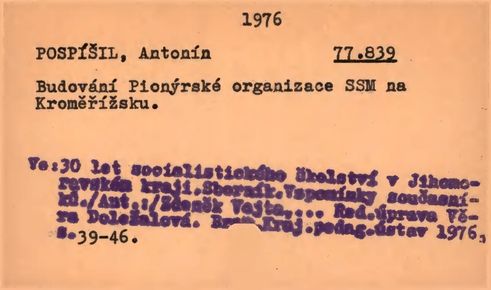 1976
POSPÍŠIL, Antonín 77.839
Budování Pionýrské organizace SSM na
Kroměřížsku.
Ve:30 let socialistického školství v Jihomo-
ravském kraji.Sborník.Vzpomínky současní-
ků./Aut.:/Zdeněk Vejta,... Red.úprava Vě-
ra Doležalová. Brno,Kraj.pedag.ústav 1976,
s.39-46.